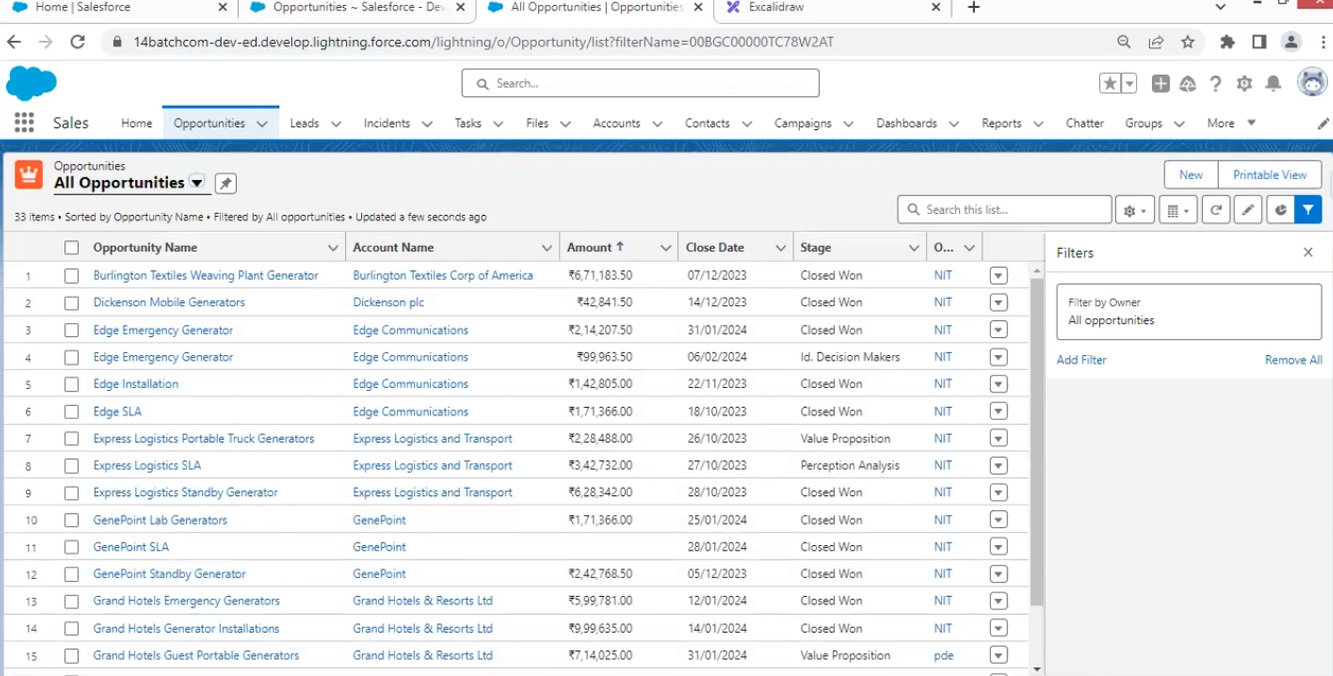 Home | Salesforce
Opportunities ~ Salesforce - Dev
All Opportunities | Opportunities
Excalidraw
14batchcom-dev-ed.develop.lightning.force.com/lightning/o/Opportunity/list?filterName=00BGC00000TC78W2AT
Search...
Sales Home Opportunities Leads Incidents Tasks Files Accounts Contacts Campaigns Dashboards Reports Chatter Groups More
Opportunities
All Opportunities
New Printable View
33 items • Sorted by Opportunity Name • Filtered by All opportunities • Updated a few seconds ago
Search this list...
Opportunity Name Account Name Amount ↑ Close Date Stage O...
1 Burlington Textiles Weaving Plant Generator Burlington Textiles Corp of America ₹6,71,183.50 07/12/2023 Closed Won NIT
2 Dickenson Mobile Generators Dickenson plc ₹42,841.50 14/12/2023 Closed Won NIT
3 Edge Emergency Generator Edge Communications ₹2,14,207.50 31/01/2024 Closed Won NIT
4 Edge Emergency Generator Edge Communications ₹99,963.50 06/02/2024 Id. Decision Makers NIT
5 Edge Installation Edge Communications ₹1,42,805.00 22/11/2023 Closed Won NIT
6 Edge SLA Edge Communications ₹1,71,366.00 18/10/2023 Closed Won NIT
7 Express Logistics Portable Truck Generators Express Logistics and Transport ₹2,28,488.00 26/10/2023 Value Proposition NIT
8 Express Logistics SLA Express Logistics and Transport ₹3,42,732.00 27/10/2023 Perception Analysis NIT
9 Express Logistics Standby Generator Express Logistics and Transport ₹6,28,342.00 28/10/2023 Closed Won NIT
10 GenePoint Lab Generators GenePoint ₹1,71,366.00 25/01/2024 Closed Won NIT
11 GenePoint SLA GenePoint 28/01/2024 Closed Won NIT
12 GenePoint Standby Generator GenePoint ₹2,42,768.50 05/12/2023 Closed Won NIT
13 Grand Hotels Emergency Generators Grand Hotels & Resorts Ltd ₹5,99,781.00 12/01/2024 Closed Won NIT
14 Grand Hotels Generator Installations Grand Hotels & Resorts Ltd ₹9,99,635.00 14/01/2024 Closed Won NIT
15 Grand Hotels Guest Portable Generators Grand Hotels & Resorts Ltd ₹7,14,025.00 31/01/2024 Value Proposition pde
Filters
Filter by Owner
All opportunities
Add Filter Remove All